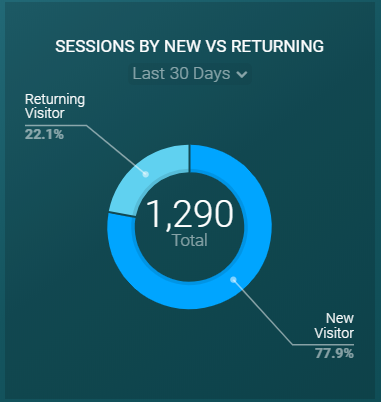 SESSIONS BY NEW VS RETURNING
Last 30 Days
Returning
Visitor
22.1%
1,290
Total
New
Visitor
77.9%